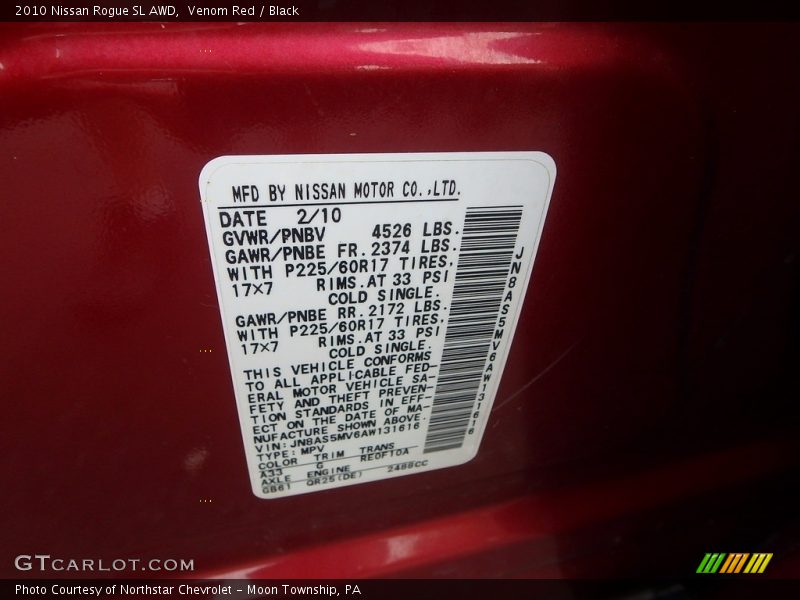 2010 Nissan Rogue SL AWD,  Venom Red / Black
MFD BY NISSAN MOTOR CO.,LTD.
DATE 2/10
GVWR/PNBV 4526 LBS.
GAWR/PNBE FR. 2374 LBS.
WITH P225/60R17 TIRES.
17×7 RIMS.AT 33 PSI
COLD SINGLE.
GAWR/PNBE RR. 2172 LBS.
WITH P225/60R17 TIRES.
17×7 RIMS.AT 33 PSI
COLD SINGLE.
THIS VEHICLE CONFORMS
TO ALL APPLICABLE FED-
ERAL MOTOR VEHICLE SA-
FETY AND THEFT PREVEN-
TION STANDARDS IN EFF-
ECT ON THE DATE OF MA-
NUFACTURE SHOWN ABOVE.
VIN: JN8AS5MV6AW131616
TYPE: MPV
COLOR TRIM TRANS
A33 G RE0F10A
AXLE ENGINE
GB61 QR25(DE) 2488CC
JN8AS5MV6AW131616
GTCARLOT.COM
Photo Courtesy of Northstar Chevrolet - Moon Township, PA